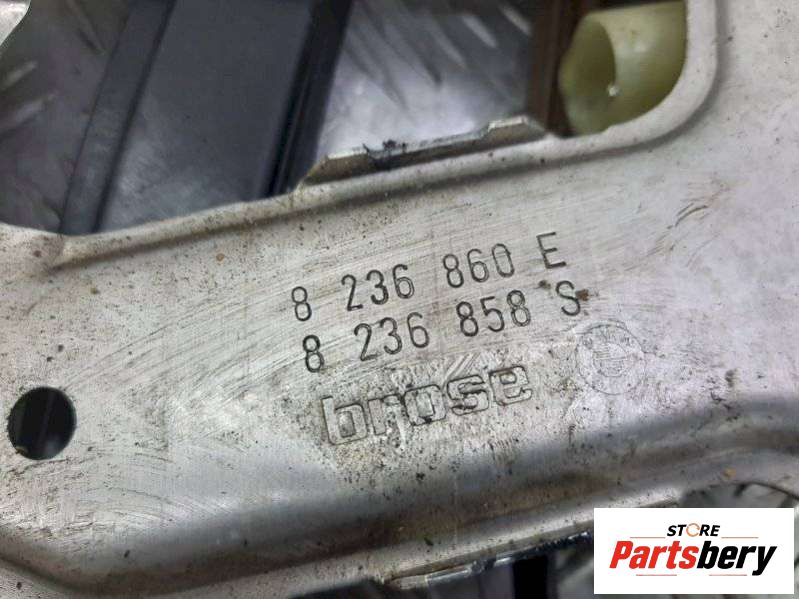 8 236 860 E
8 236 858 S
brose
STORE
Partsbery